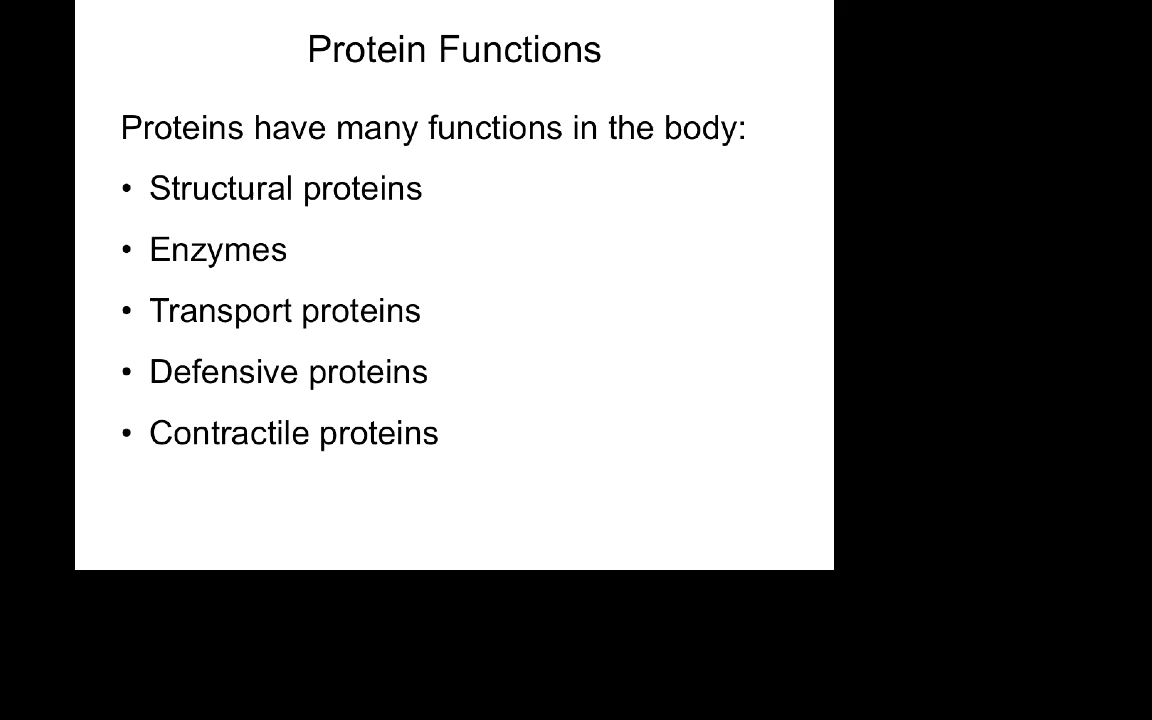 Protein Functions
Proteins have many functions in the body:
• Structural proteins
• Enzymes
• Transport proteins
• Defensive proteins
• Contractile proteins